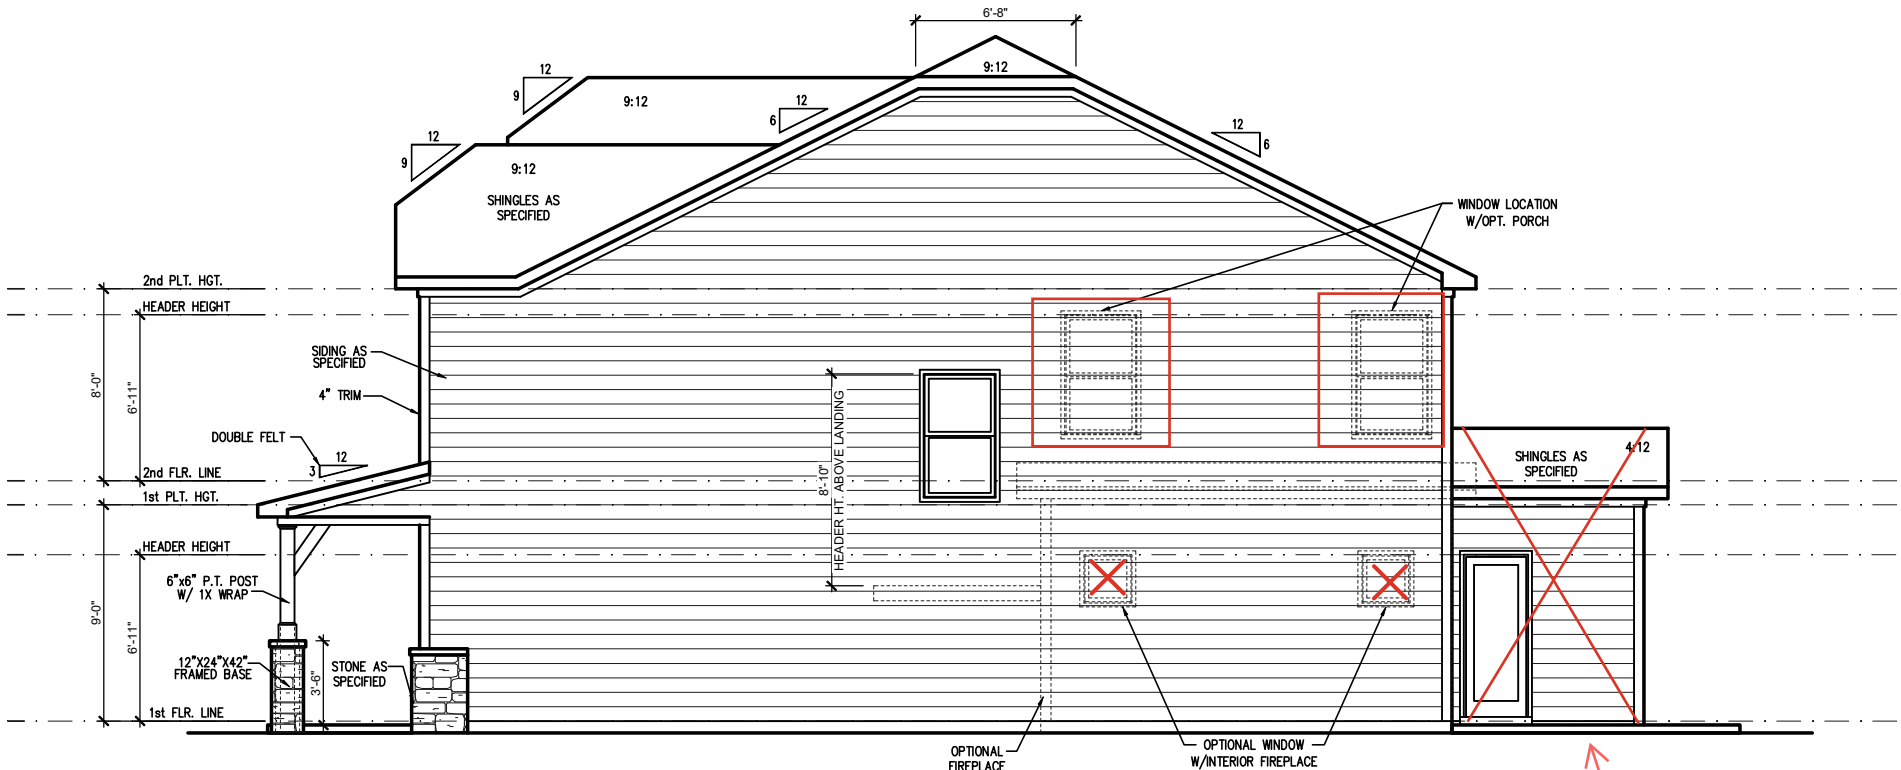 6'-8"
9:12
12
9
9:12
12
6
12
9
9:12
SHINGLES AS
SPECIFIED
12
6
WINDOW LOCATION
W/OPT. PORCH
2nd PLT. HGT.
HEADER HEIGHT
SIDING AS
SPECIFIED
4" TRIM
8'-0"
6'-11"
DOUBLE FELT
12
3
2nd FLR. LINE
1st PLT. HGT.
8'-10"
HEADER HT. ABOVE LANDING
4:12
SHINGLES AS
SPECIFIED
HEADER HEIGHT
6"x6" P.T. POST
W/ 1X WRAP
9'-0"
6'-11"
12"X24"X42"
FRAMED BASE
3'-6"
STONE AS
SPECIFIED
1st FLR. LINE
OPTIONAL
FIREPLACE
OPTIONAL WINDOW
W/INTERIOR FIREPLACE